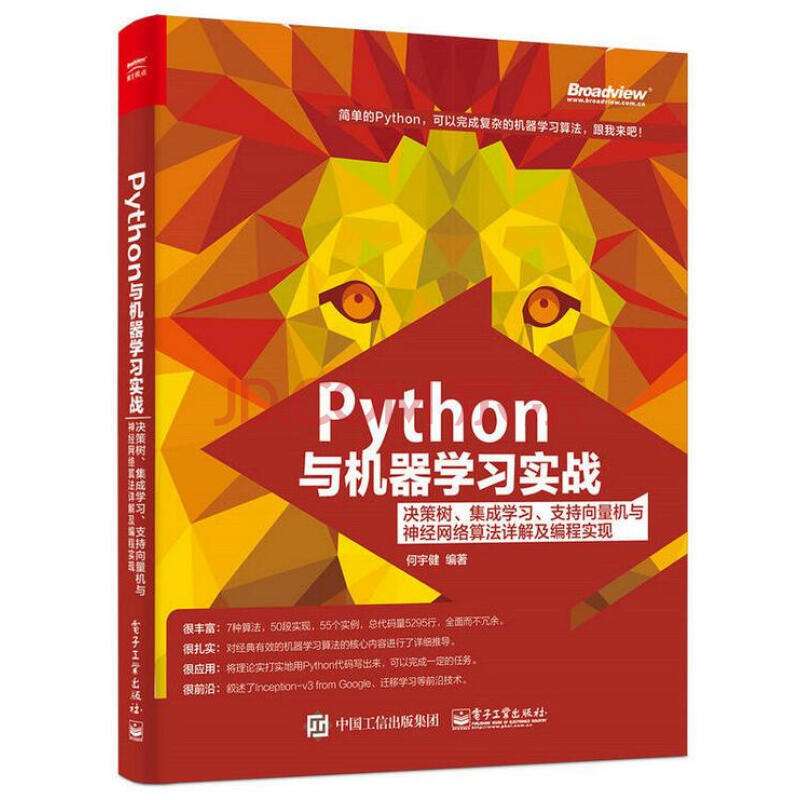 Broadview
www.broadview.com.cn
简单的Python，可以完成复杂的机器学习算法，跟我来吧！
Python
与机器学习实战
决策树、集成学习、支持向量机与
神经网络算法详解及编程实现
何宇健 编著
很丰富：7种算法，50段实现，55个实例，总代码量5295行，全面而不冗余。
很扎实：对经典有效的机器学习算法的核心内容进行了详细推导。
很应用：将理论实打实地用Python代码写出来，可以完成一定的任务。
很前沿：叙述了Inception-v3 from Google、迁移学习等前沿技术。
中国工信出版集团
电子工业出版社
Broadview
Python与机器学习实战
决策树、集成学习、支持向量机与
神经网络算法详解及编程实现
电子工业出版社